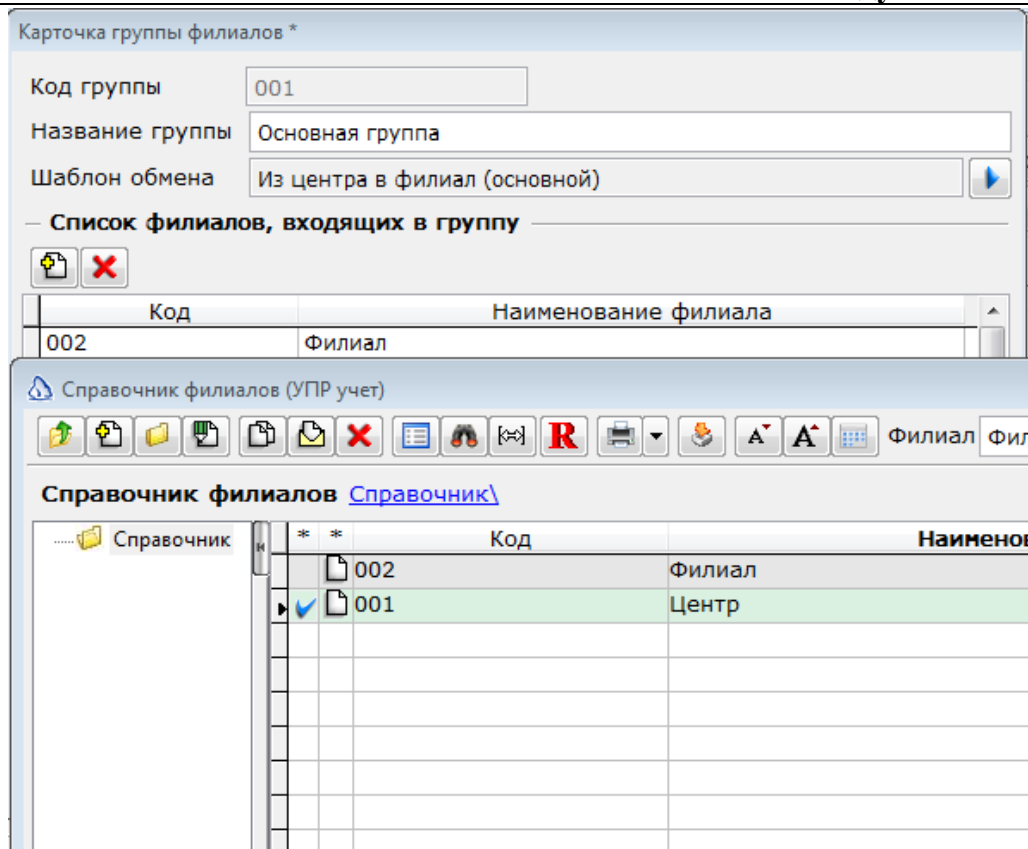 Карточка группы филиалов *
Код группы 001
Название группы Основная группа
Шаблон обмена Из центра в филиал (основной)
Список филиалов, входящих в группу
Код Наименование филиала
002 Филиал
Справочник филиалов (УПР учет)
R A A Филиал Фил
Справочник филиалов Справочник\
Справочник * * Код Наименов
002 Филиал
001 Центр